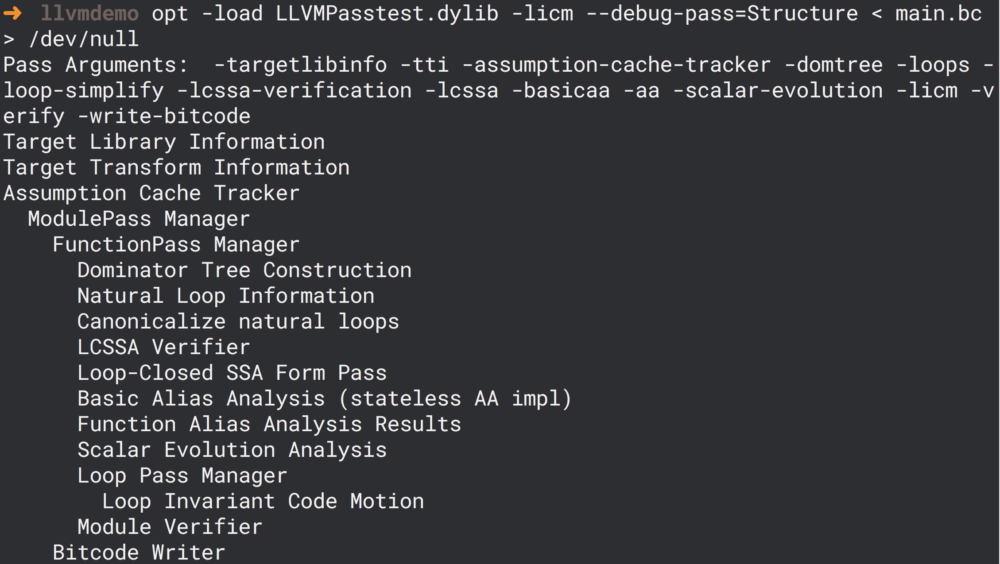 ➜  llvmdemo opt -load LLVMPasstest.dylib -licm --debug-pass=Structure < main.bc
> /dev/null
Pass Arguments:  -targetlibinfo -tti -assumption-cache-tracker -domtree -loops -
loop-simplify -lcssa-verification -lcssa -basicaa -aa -scalar-evolution -licm -v
erify -write-bitcode
Target Library Information
Target Transform Information
Assumption Cache Tracker
  ModulePass Manager
    FunctionPass Manager
      Dominator Tree Construction
      Natural Loop Information
      Canonicalize natural loops
      LCSSA Verifier
      Loop-Closed SSA Form Pass
      Basic Alias Analysis (stateless AA impl)
      Function Alias Analysis Results
      Scalar Evolution Analysis
      Loop Pass Manager
        Loop Invariant Code Motion
      Module Verifier
    Bitcode Writer